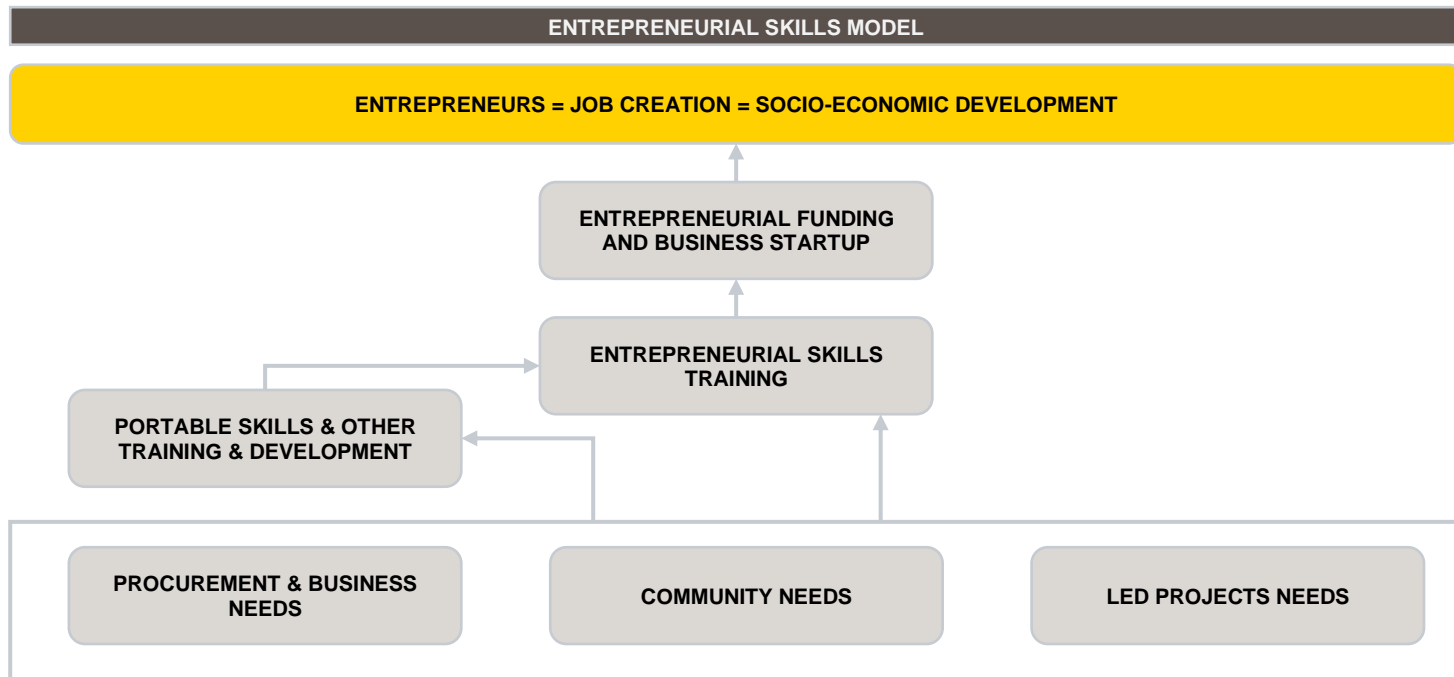 ENTREPRENEURIAL SKILLS MODEL
ENTREPRENEURS = JOB CREATION = SOCIO-ECONOMIC DEVELOPMENT
ENTREPRENEURIAL FUNDING
AND BUSINESS STARTUP
ENTREPRENEURIAL SKILLS
TRAINING
PORTABLE SKILLS & OTHER
TRAINING & DEVELOPMENT
PROCUREMENT & BUSINESS
NEEDS
COMMUNITY NEEDS
LED PROJECTS NEEDS